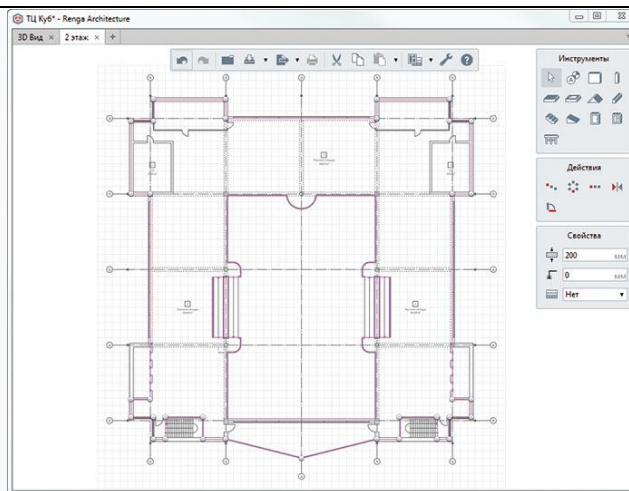 ТЦ Куб* - Renga Architecture
3D Вид
2 этаж
Инструменты
Действия
Свойства
200
мм
0
мм
Нет